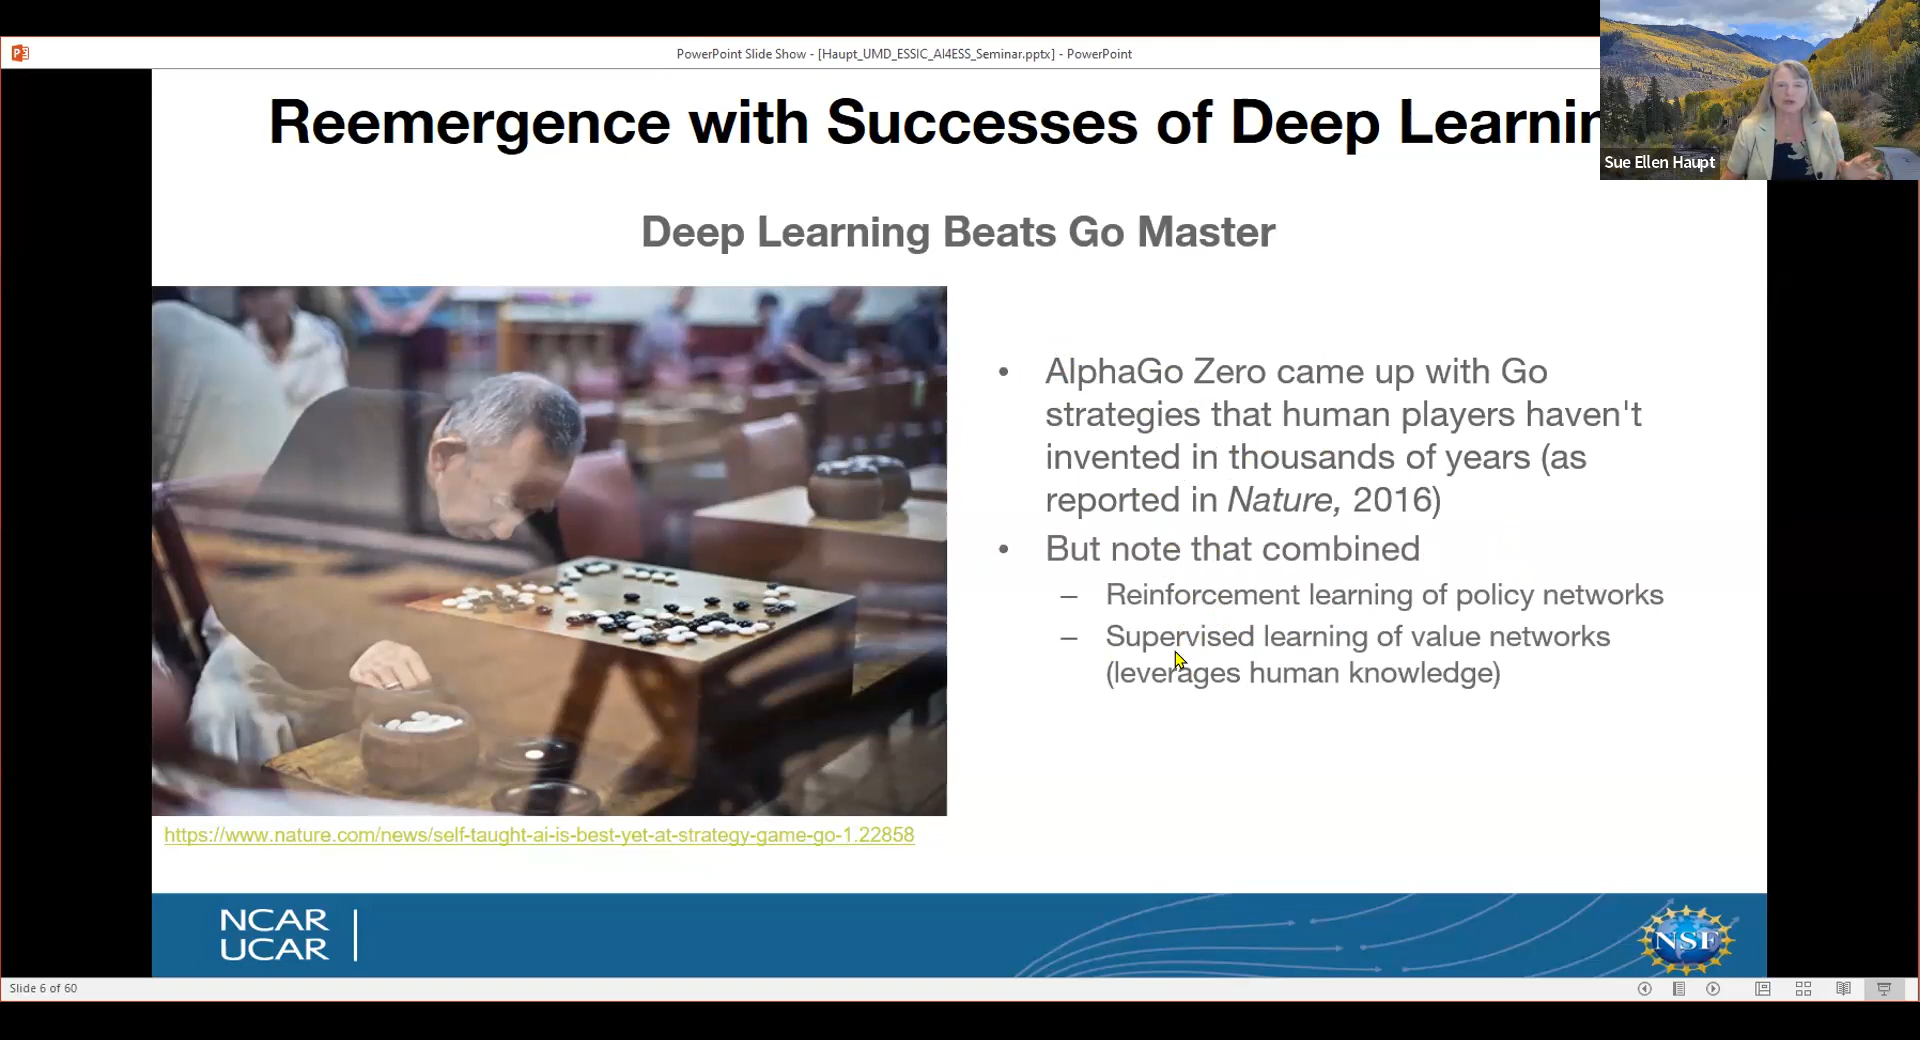 PowerPoint Slide Show - [Haupt_UMD_ESSIC_AI4ESS_Seminar.pptx] - PowerPoint
Reemergence with Successes of Deep Learnin
Sue Ellen Haupt
Deep Learning Beats Go Master
• AlphaGo Zero came up with Go
strategies that human players haven't
invented in thousands of years (as
reported in Nature, 2016)
• But note that combined
– Reinforcement learning of policy networks
– Supervised learning of value networks
(leverages human knowledge)
https://www.nature.com/news/self-taught-ai-is-best-yet-at-strategy-game-go-1.22858
NCAR
UCAR
NSF
Slide 6 of 60